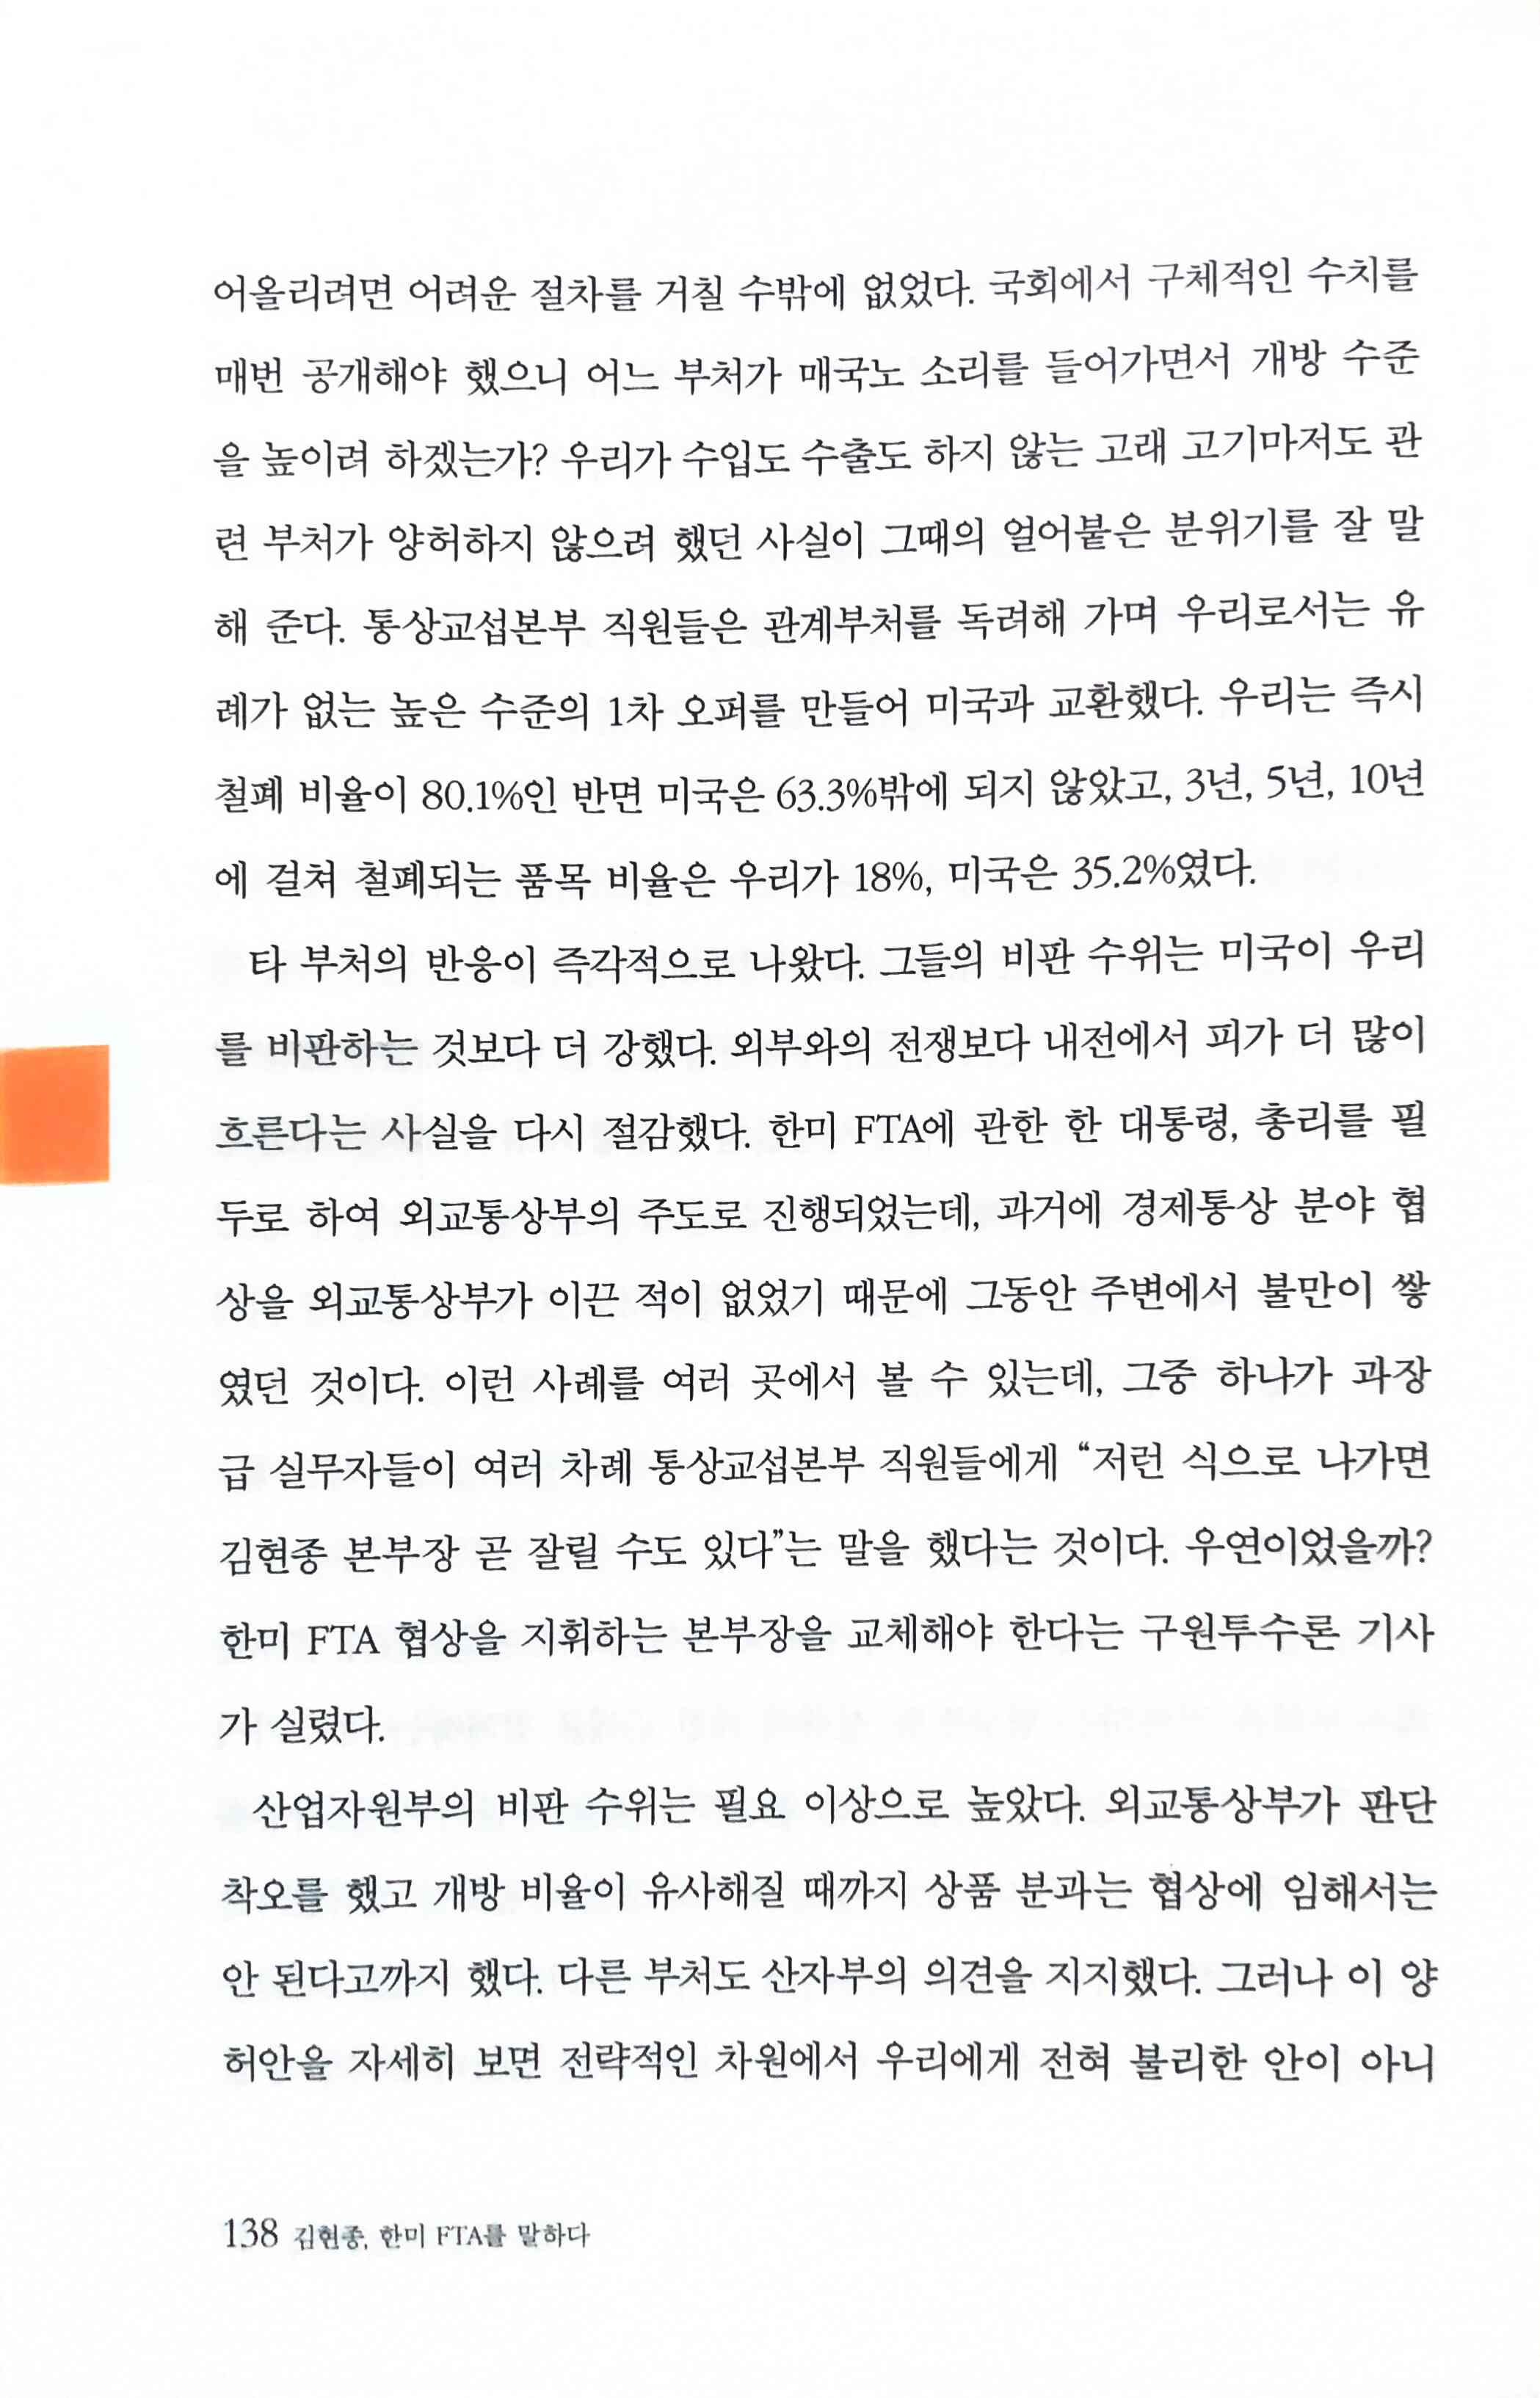 어올리려면 어려운 절차를 거칠 수밖에 없었다. 국회에서 구체적인 수치를
매번 공개해야 했으니 어느 부처가 매국노 소리를 들어가면서 개방 수준
을 높이려 하겠는가? 우리가 수입도 수출도 하지 않는 고래 고기마저도 관
련 부처가 양허하지 않으려 했던 사실이 그때의 얼어붙은 분위기를 잘 말
해 준다. 통상교섭본부 직원들은 관계부처를 독려해 가며 우리로서는 유
례가 없는 높은 수준의 1차 오퍼를 만들어 미국과 교환했다. 우리는 즉시
철폐 비율이 80.1%인 반면 미국은 63.3%밖에 되지 않았고, 3년, 5년, 10년
에 걸쳐 철폐되는 품목 비율은 우리가 18%, 미국은 35.2%였다.
타 부처의 반응이 즉각적으로 나왔다. 그들의 비판 수위는 미국이 우리
를 비판하는 것보다 더 강했다. 외부와의 전쟁보다 내전에서 피가 더 많이
흐른다는 사실을 다시 절감했다. 한미 FTA에 관한 한 대통령, 총리를 필
두로 하여 외교통상부의 주도로 진행되었는데, 과거에 경제통상 분야 협
상을 외교통상부가 이끈 적이 없었기 때문에 그동안 주변에서 불만이 쌓
였던 것이다. 이런 사례를 여러 곳에서 볼 수 있는데, 그중 하나가 과장
급 실무자들이 여러 차례 통상교섭본부 직원들에게 “저런 식으로 나가면
김현종 본부장 곧 잘릴 수도 있다”는 말을 했다는 것이다. 우연이었을까?
한미 FTA 협상을 지휘하는 본부장을 교체해야 한다는 구원투수론 기사
가 실렸다.
산업자원부의 비판 수위는 필요 이상으로 높았다. 외교통상부가 판단
착오를 했고 개방 비율이 유사해질 때까지 상품 분과는 협상에 임해서는
안 된다고까지 했다. 다른 부처도 산자부의 의견을 지지했다. 그러나 이 양
허안을 자세히 보면 전략적인 차원에서 우리에게 전혀 불리한 안이 아니
138 김현종, 한미 FTA를 말하다